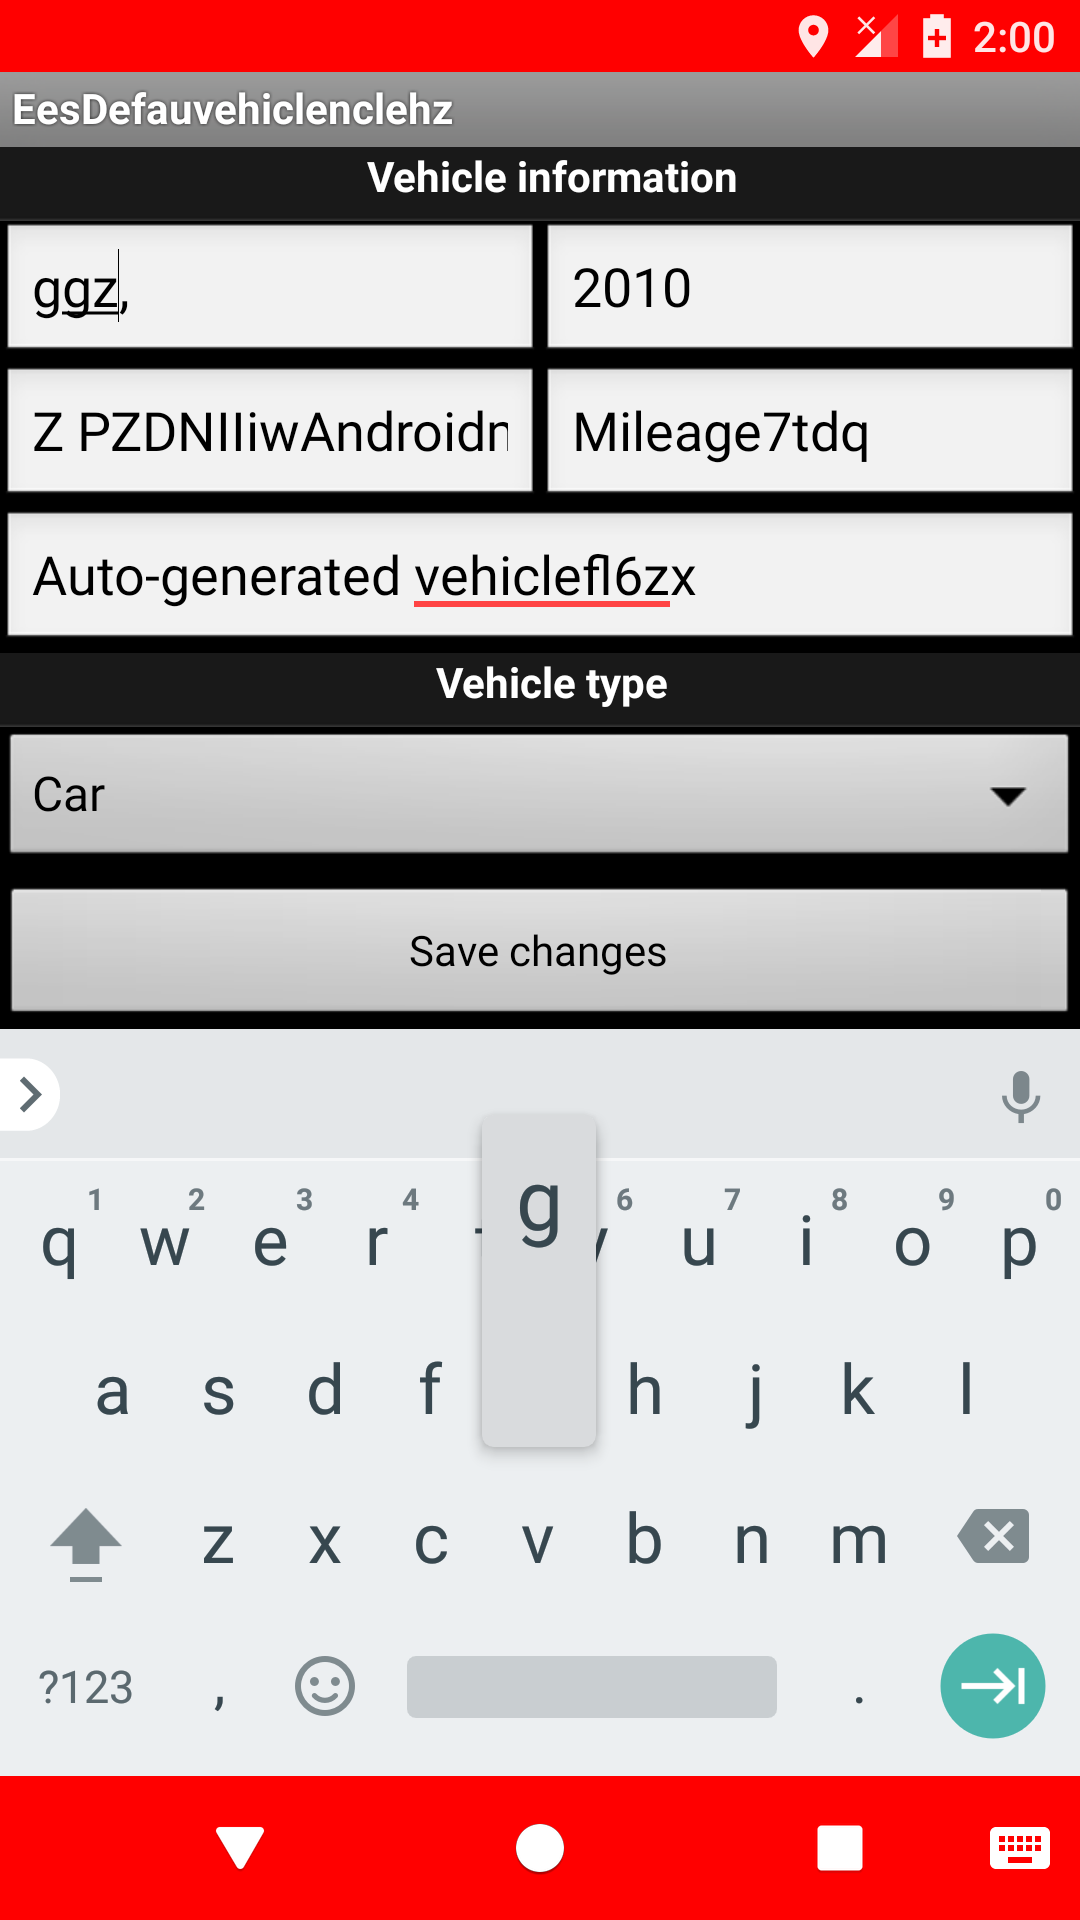 2:00
EesDefauvehiclenclehz
Vehicle information
ggz,
2010
Z PZDNIIIiwAndroidn
Mileage7tdq
Auto-generated vehiclefl6zx
Vehicle type
Car
Save changes
g
1 2 3 4 6 7 8 9 0
q w e r u i o p
a s d f h j k l
z x c v b n m
?123 , .